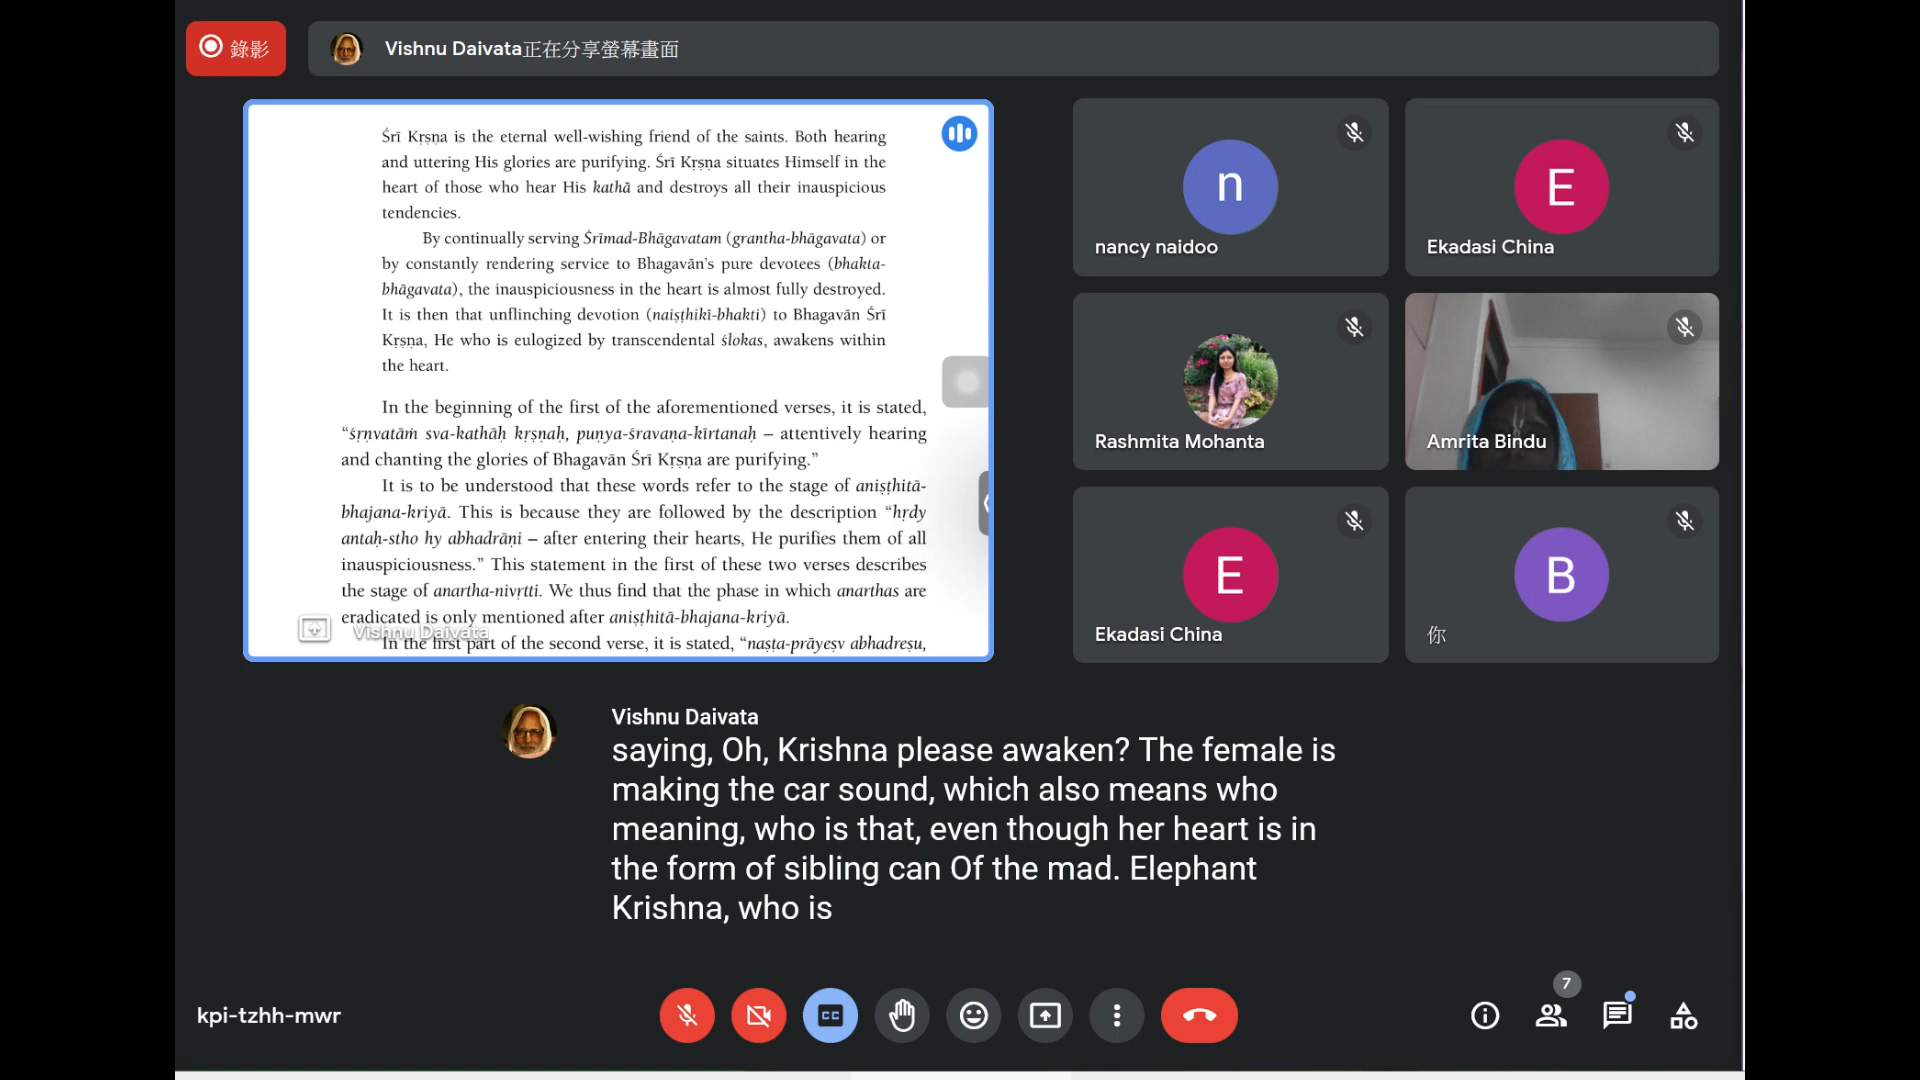 錄影
Vishnu Daivata正在分享螢幕畫面
Śrī Kṛṣṇa is the eternal well-wishing friend of the saints. Both hearing
and uttering His glories are purifying. Śrī Kṛṣṇa situates Himself in the
heart of those who hear His kathā and destroys all their inauspicious
tendencies.
By continually serving Śrīmad-Bhāgavatam (grantha-bhāgavata) or
by constantly rendering service to Bhagavān's pure devotees (bhakta-
bhāgavata), the inauspiciousness in the heart is almost fully destroyed.
It is then that unflinching devotion (naiṣṭhikī-bhakti) to Bhagavān Śrī
Kṛṣṇa, He who is eulogized by transcendental ślokas, awakens within
the heart.
In the beginning of the first of the aforementioned verses, it is stated,
“śṛṇvatāṁ sva-kathāḥ kṛṣṇaḥ, puṇya-śravaṇa-kīrtanaḥ – attentively hearing
and chanting the glories of Bhagavān Śrī Kṛṣṇa are purifying.”
It is to be understood that these words refer to the stage of aniṣṭhitā-
bhajana-kriyā. This is because they are followed by the description “hṛdy
antaḥ-stho hy abhadrāṇi – after entering their hearts, He purifies them of all
inauspiciousness.” This statement in the first of these two verses describes
the stage of anartha-nivṛtti. We thus find that the phase in which anarthas are
eradicated is only mentioned after aniṣṭhitā-bhajana-kriyā.
In the first part of the second verse, it is stated, “naṣṭa-prāyeṣv abhadreṣu,
Vishnu Daivata
nancy naidoo
n
Ekadasi China
E
Rashmita Mohanta
Amrita Bindu
Ekadasi China
E
你
B
Vishnu Daivata
saying, Oh, Krishna please awaken? The female is
making the car sound, which also means who
meaning, who is that, even though her heart is in
the form of sibling can Of the mad. Elephant
Krishna, who is
kpi-tzhh-mwr
CC
7